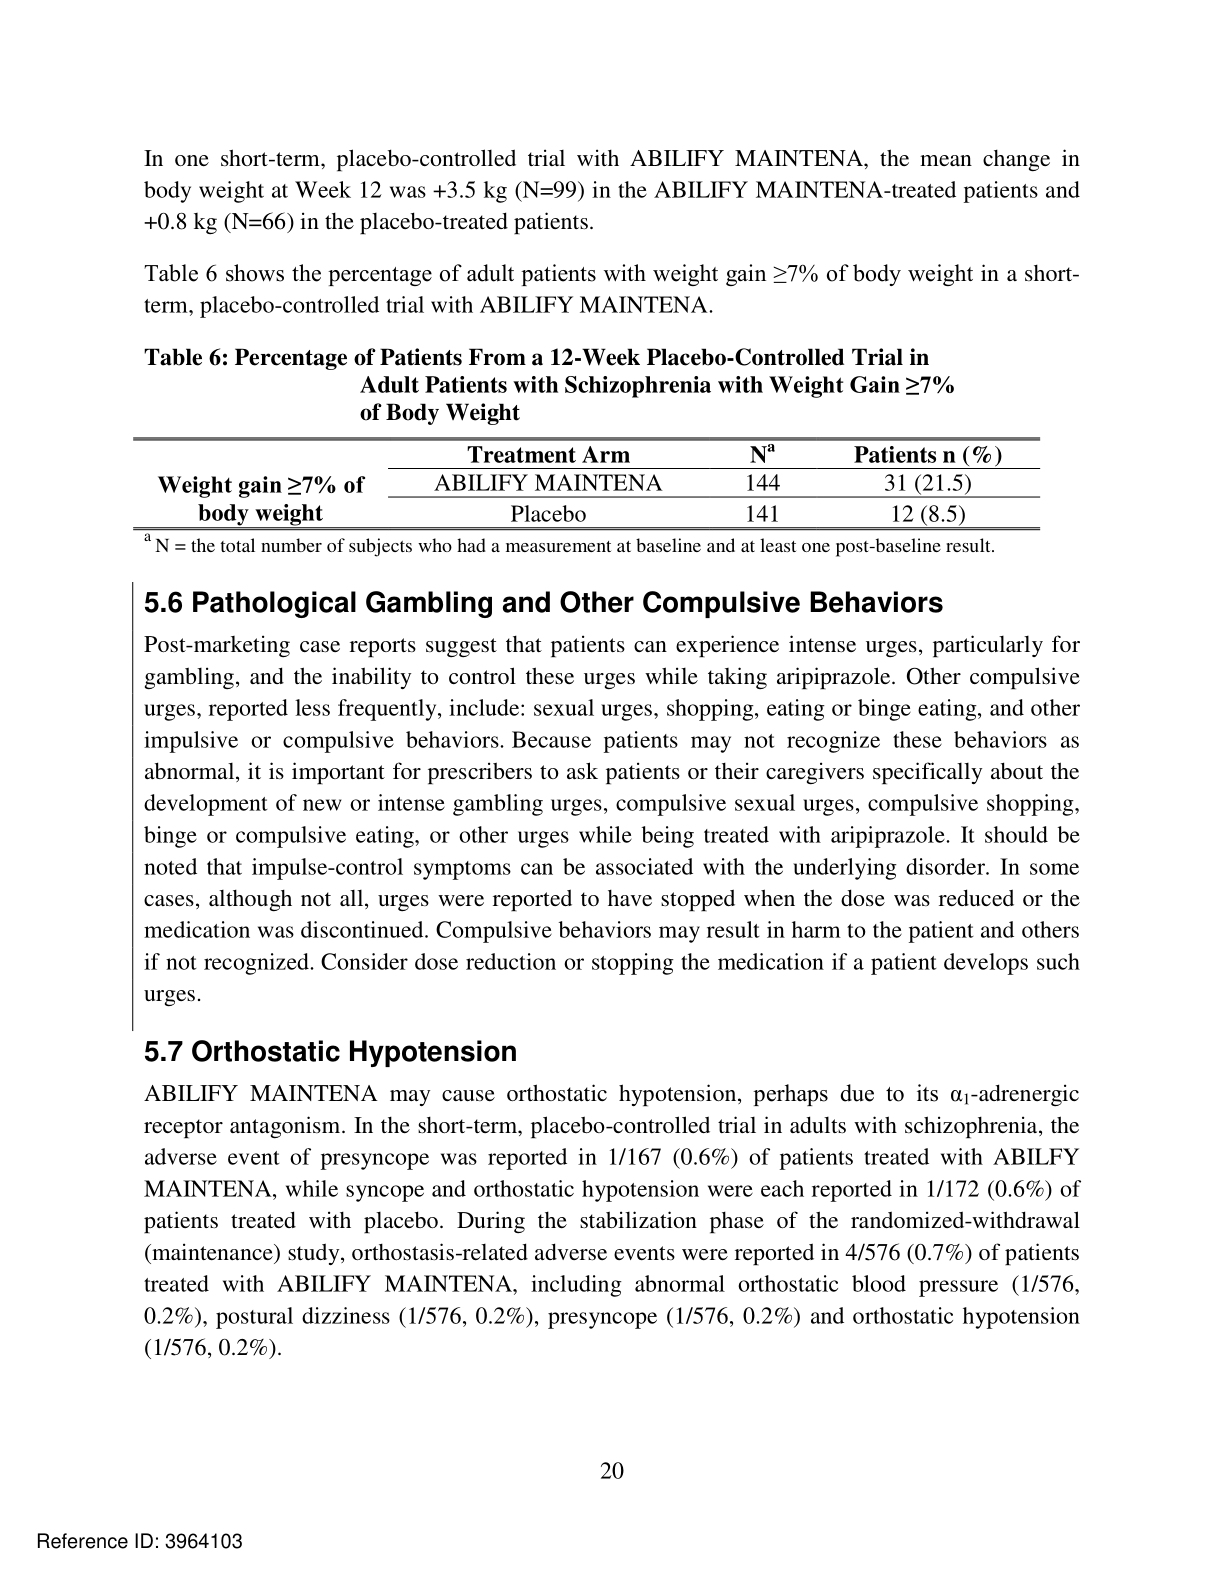 In one short-term, placebo-controlled trial with ABILIFY MAINTENA, the mean change in
body weight at Week 12 was +3.5 kg (N=99) in the ABILIFY MAINTENA-treated patients and
+0.8 kg (N=66) in the placebo-treated patients.
Table 6 shows the percentage of adult patients with weight gain ≥7% of body weight in a short-
term, placebo-controlled trial with ABILIFY MAINTENA.
Table 6: Percentage of Patients From a 12-Week Placebo-Controlled Trial in
Adult Patients with Schizophrenia with Weight Gain ≥7%
of Body Weight
Treatment Arm Nᵃ Patients n (%)
Weight gain ≥7% of ABILIFY MAINTENA 144 31 (21.5)
body weight Placebo 141 12 (8.5)
ᵃ N = the total number of subjects who had a measurement at baseline and at least one post-baseline result.
5.6 Pathological Gambling and Other Compulsive Behaviors
Post-marketing case reports suggest that patients can experience intense urges, particularly for
gambling, and the inability to control these urges while taking aripiprazole. Other compulsive
urges, reported less frequently, include: sexual urges, shopping, eating or binge eating, and other
impulsive or compulsive behaviors. Because patients may not recognize these behaviors as
abnormal, it is important for prescribers to ask patients or their caregivers specifically about the
development of new or intense gambling urges, compulsive sexual urges, compulsive shopping,
binge or compulsive eating, or other urges while being treated with aripiprazole. It should be
noted that impulse-control symptoms can be associated with the underlying disorder. In some
cases, although not all, urges were reported to have stopped when the dose was reduced or the
medication was discontinued. Compulsive behaviors may result in harm to the patient and others
if not recognized. Consider dose reduction or stopping the medication if a patient develops such
urges.
5.7 Orthostatic Hypotension
ABILIFY MAINTENA may cause orthostatic hypotension, perhaps due to its α₁-adrenergic
receptor antagonism. In the short-term, placebo-controlled trial in adults with schizophrenia, the
adverse event of presyncope was reported in 1/167 (0.6%) of patients treated with ABILFY
MAINTENA, while syncope and orthostatic hypotension were each reported in 1/172 (0.6%) of
patients treated with placebo. During the stabilization phase of the randomized-withdrawal
(maintenance) study, orthostasis-related adverse events were reported in 4/576 (0.7%) of patients
treated with ABILIFY MAINTENA, including abnormal orthostatic blood pressure (1/576,
0.2%), postural dizziness (1/576, 0.2%), presyncope (1/576, 0.2%) and orthostatic hypotension
(1/576, 0.2%).
20
Reference ID: 3964103